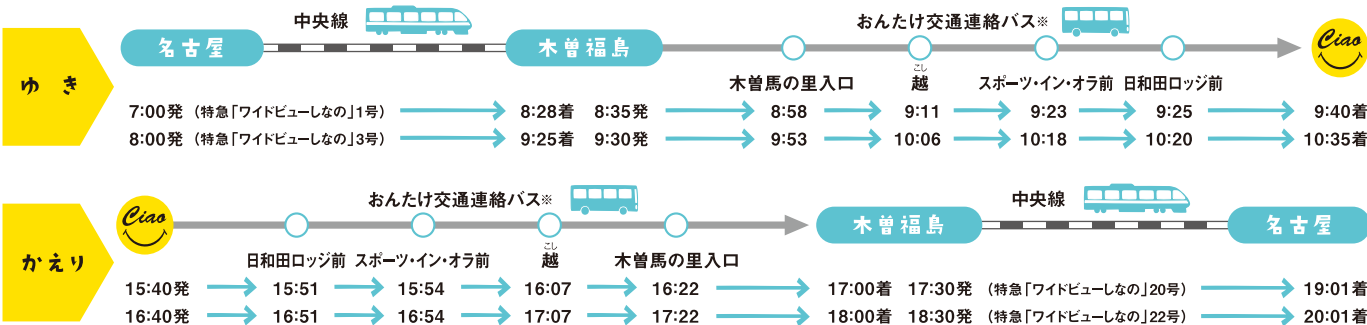 ゆき
中央線
おんたけ交通連絡バス※
名古屋
木曽福島
Ciao
木曽馬の里入口
こし
越
スポーツ・イン・オラ前
日和田ロッジ前
7:00発 (特急「ワイドビューしなの」1号) 8:28着 8:35発 8:58 9:11 9:23 9:25 9:40着
8:00発 (特急「ワイドビューしなの」3号) 9:25着 9:30発 9:53 10:06 10:18 10:20 10:35着
かえり
Ciao
おんたけ交通連絡バス※
中央線
木曽福島
名古屋
日和田ロッジ前
スポーツ・イン・オラ前
こし
越
木曽馬の里入口
15:40発 15:51 15:54 16:07 16:22 17:00着 17:30発 (特急「ワイドビューしなの」20号) 19:01着
16:40発 16:51 16:54 17:07 17:22 18:00着 18:30発 (特急「ワイドビューしなの」22号) 20:01着